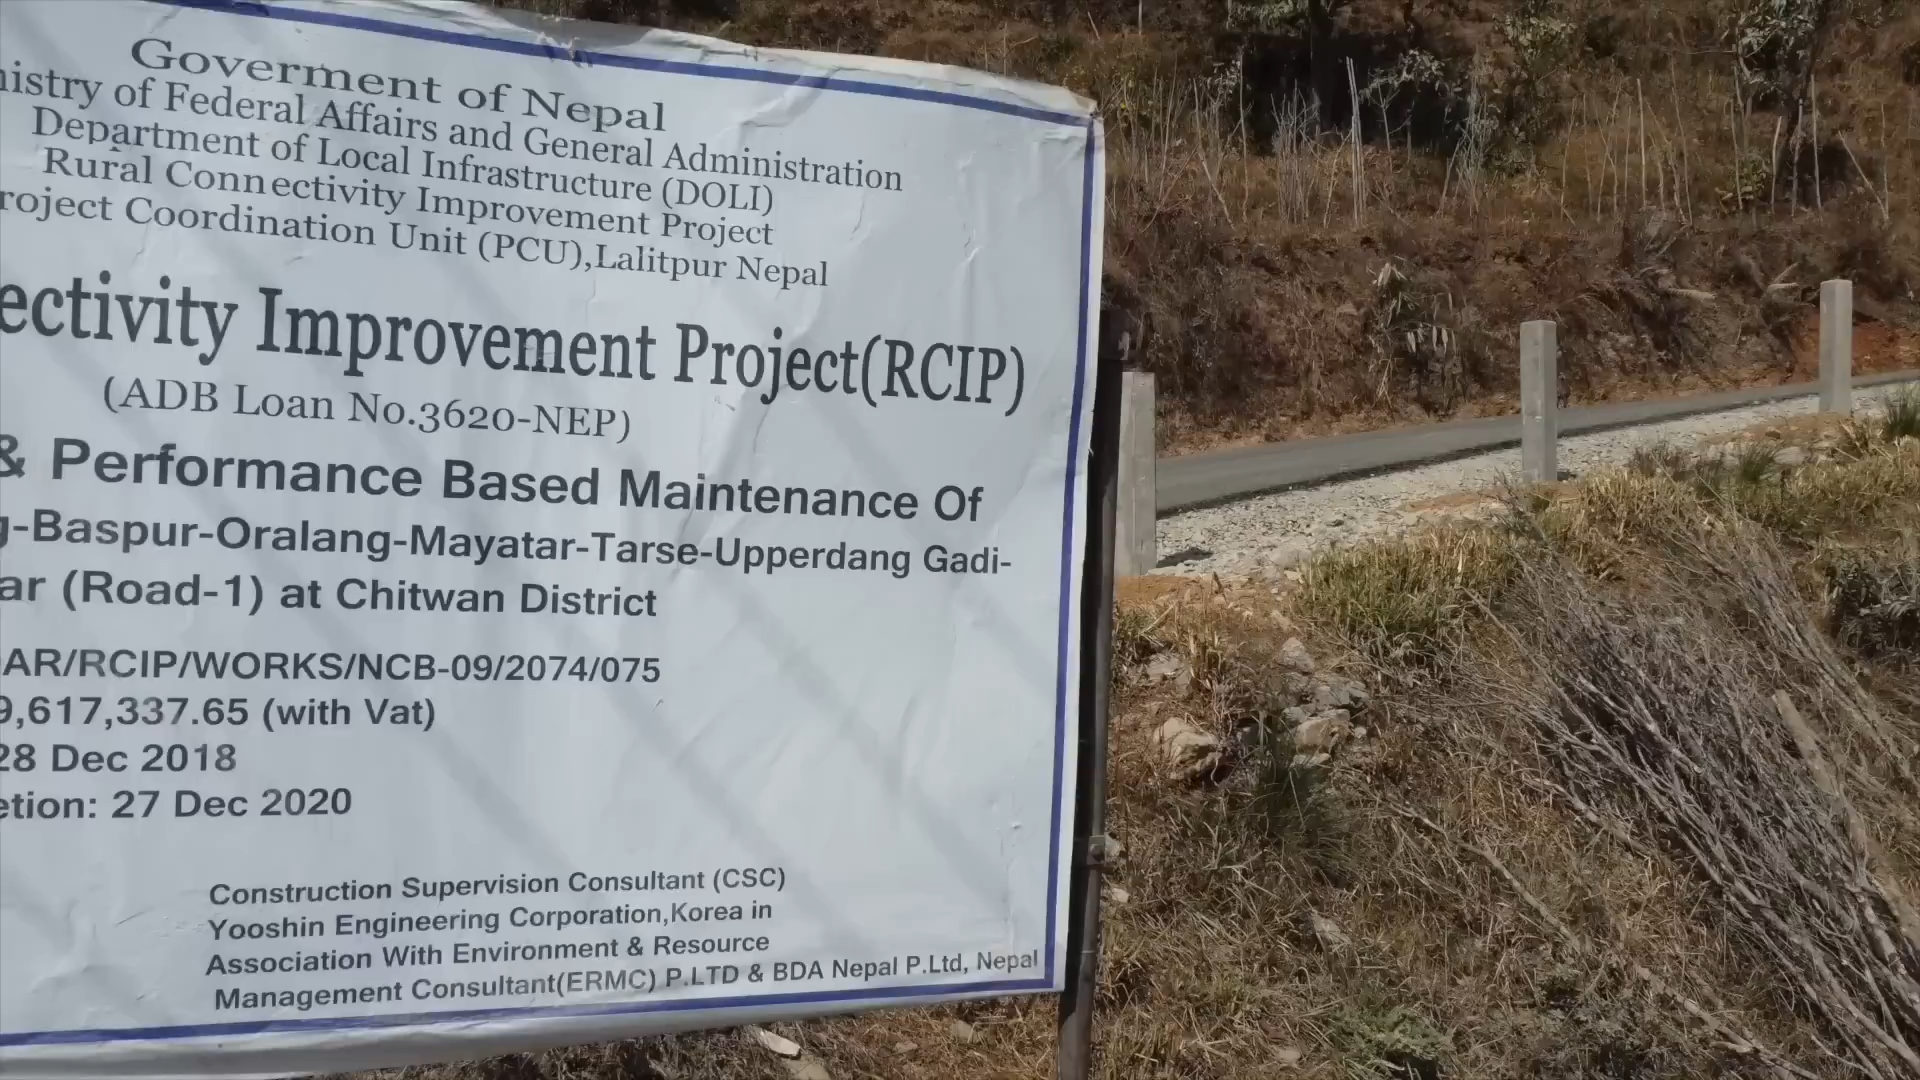 Goverment of Nepal
nistry of Federal Affairs and General Administration
Department of Local Infrastructure (DOLI)
Rural Connectivity Improvement Project
roject Coordination Unit (PCU),Lalitpur Nepal
ectivity Improvement Project(RCIP)
(ADB Loan No.3620-NEP)
& Performance Based Maintenance Of
g-Baspur-Oralang-Mayatar-Tarse-Upperdang Gadi-
ar (Road-1) at Chitwan District
AR/RCIP/WORKS/NCB-09/2074/075
9,617,337.65 (with Vat)
28 Dec 2018
etion: 27 Dec 2020
Construction Supervision Consultant (CSC)
Yooshin Engineering Corporation,Korea in
Association With Environment & Resource
Management Consultant(ERMC) P.LTD & BDA Nepal P.Ltd, Nepal